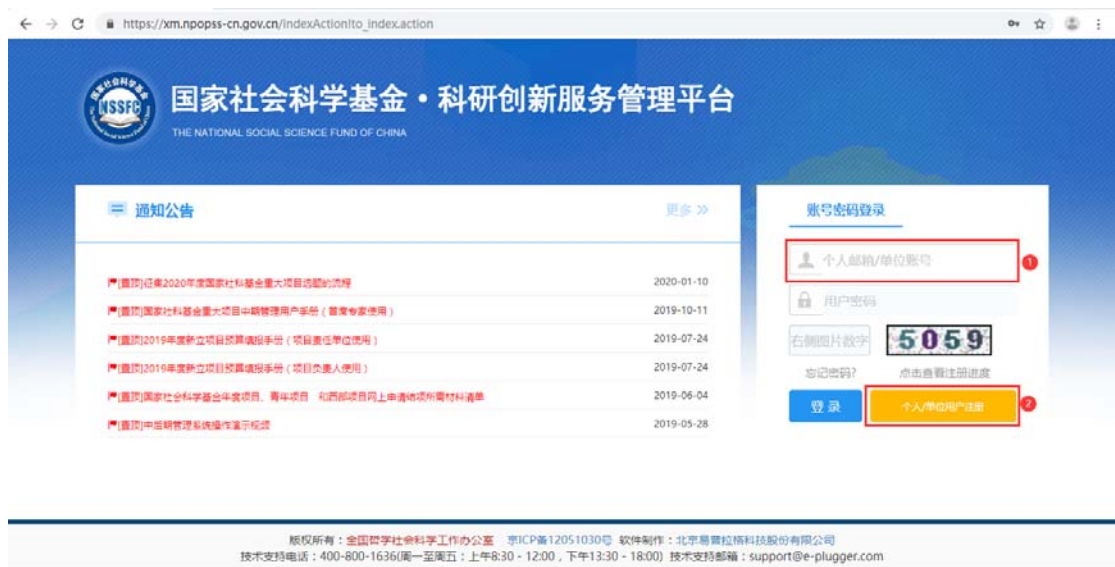 https://xm.npopss-cn.gov.cn/indexAction!to_index.action
国家社会科学基金·科研创新服务管理平台
NSSFC
THE NATIONAL SOCIAL SCIENCE FUND OF CHINA
通知公告
更多 >>
[置顶]征集2020年度国家社科基金重大项目选题的流程 2020-01-10
[置顶]国家社科基金重大项目中期管理用户手册（首席专家使用） 2019-10-11
[置顶]2019年度新立项目预算填报手册（项目责任单位使用） 2019-07-24
[置顶]2019年度新立项目预算填报手册（项目负责人使用） 2019-07-24
[置顶]国家社会科学基金年度项目、青年项目 和西部项目网上申请结项所需材料清单 2019-06-04
[置顶]中后期管理系统操作演示视频 2019-05-28
账号密码登录
个人邮箱/单位账号
1
用户密码
右侧图片数字 5059
忘记密码? 点击查看注册进度
登 录 个人/单位用户注册
2
版权所有：全国哲学社会科学工作办公室 京ICP备12051030号 软件制作：北京易普拉格科技股份有限公司
技术支持电话：400-800-1636(周一至周五：上午8:30 - 12:00，下午13:30 - 18:00) 技术支持邮箱：support@e-plugger.com